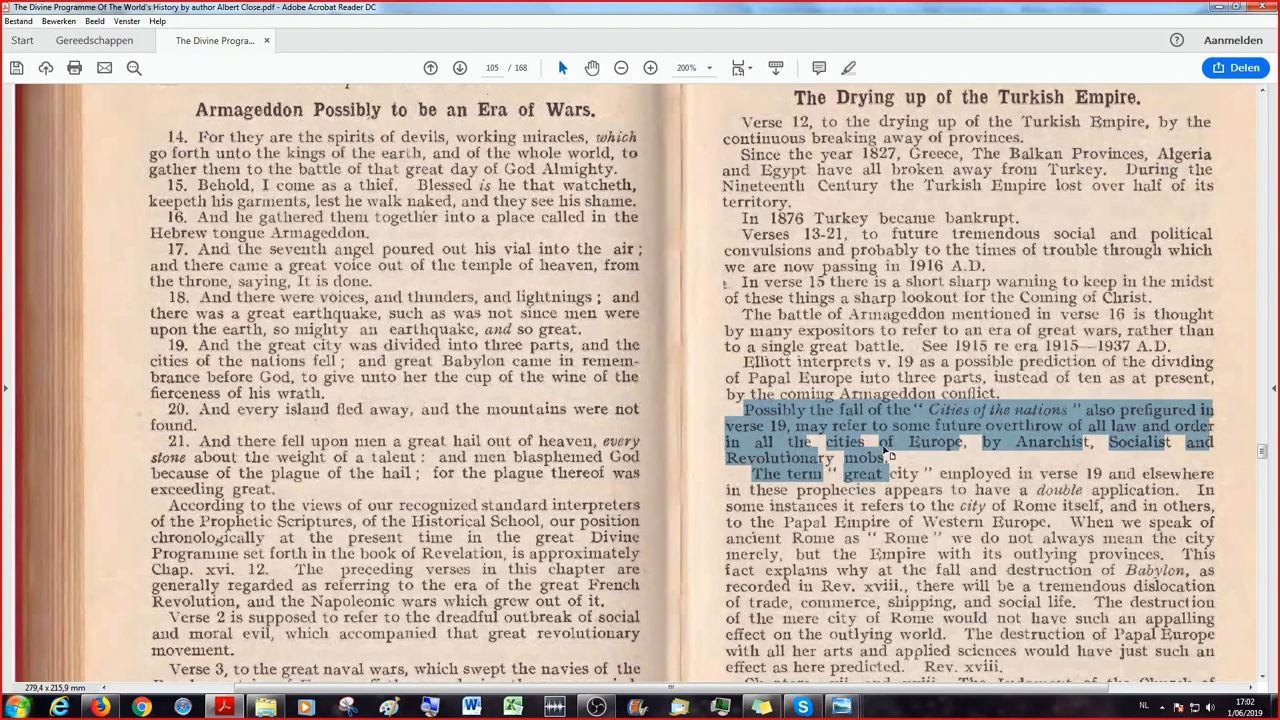 The Divine Programme Of The World's History by author Albert Close.pdf - Adobe Acrobat Reader DC
Bestand Bewerken Beeld Venster Help
Start Gereedschappen The Divine Progra... × Aanmelden
105 / 168 200% Delen
Armageddon Possibly to be an Era of Wars.
14. For they are the spirits of devils, working miracles, which
go forth unto the kings of the earth, and of the whole world, to
gather them to the battle of that great day of God Almighty.
15. Behold, I come as a thief. Blessed is he that watcheth,
keepeth his garments, lest he walk naked, and they see his shame.
16. And he gathered them together into a place called in the
Hebrew tongue Armageddon.
17. And the seventh angel poured out his vial into the air ;
and there came a great voice out of the temple of heaven, from
the throne, saying, It is done.
18. And there were voices, and thunders, and lightnings ; and
there was a great earthquake, such as was not since men were
upon the earth, so mighty an earthquake, and so great.
19. And the great city was divided into three parts, and the
cities of the nations fell ; and great Babylon came in remem-
brance before God, to give unto her the cup of the wine of the
fierceness of his wrath.
20. And every island fled away, and the mountains were not
found.
21. And there fell upon men a great hail out of heaven, every
stone about the weight of a talent : and men blasphemed God
because of the plague of the hail ; for the plague thereof was
exceeding great.
According to the views of our recognized standard interpreters
of the Prophetic Scriptures, of the Historical School, our position
chronologically at the present time in the great Divine
Programme set forth in the book of Revelation, is approximately
Chap. xvi. 12. The preceding verses in this chapter are
generally regarded as referring to the era of the great French
Revolution, and the Napoleonic wars which grew out of it.
Verse 2 is supposed to refer to the dreadful outbreak of social
and moral evil, which accompanied that great revolutionary
movement.
Verse 3, to the great naval wars, which swept the navies of the
The Drying up of the Turkish Empire.
Verse 12, to the drying up of the Turkish Empire, by the
continuous breaking away of provinces.
Since the year 1827, Greece, The Balkan Provinces, Algeria
and Egypt have all broken away from Turkey. During the
Nineteenth Century the Turkish Empire lost over half of its
territory.
In 1876 Turkey became bankrupt.
Verses 13-21, to future tremendous social and political
convulsions and probably to the times of trouble through which
we are now passing in 1916 A.D.
In verse 15 there is a short sharp warning to keep in the midst
of these things a sharp lookout for the Coming of Christ.
The battle of Armageddon mentioned in verse 16 is thought
by many expositors to refer to an era of great wars, rather than
to a single great battle. See 1915 re era 1915—1937 A.D.
Elliott interprets v. 19 as a possible prediction of the dividing
of Papal Europe into three parts, instead of ten as at present,
by the coming Armageddon conflict.
Possibly the fall of the " Cities of the nations " also prefigured in
verse 19, may refer to some future overthrow of all law and order
in all the cities of Europe, by Anarchist, Socialist and
Revolutionary mobs.
The term " great city " employed in verse 19 and elsewhere
in these prophecies appears to have a double application. In
some instances it refers to the city of Rome itself, and in others,
to the Papal Empire of Western Europe. When we speak of
ancient Rome as " Rome " we do not always mean the city
merely, but the Empire with its outlying provinces. This
fact explains why at the fall and destruction of Babylon, as
recorded in Rev. xviii., there will be a tremendous dislocation
of trade, commerce, shipping, and social life. The destruction
of the mere city of Rome would not have such an appalling
effect on the outlying world. The destruction of Papal Europe
with all her arts and applied sciences would have just such an
effect as here predicted. Rev. xviii.
279,4 x 215,9 mm
NL 17:02
1/06/2019